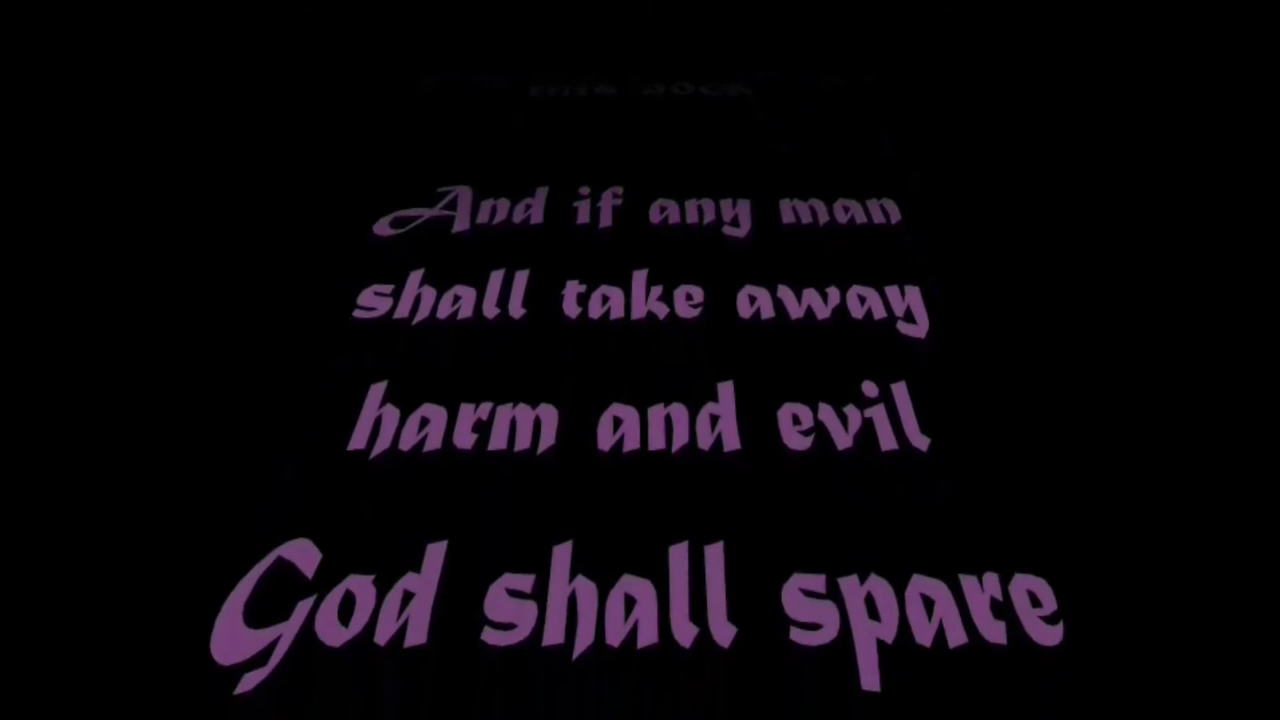 And if any man
shall take away
harm and evil
God shall spare